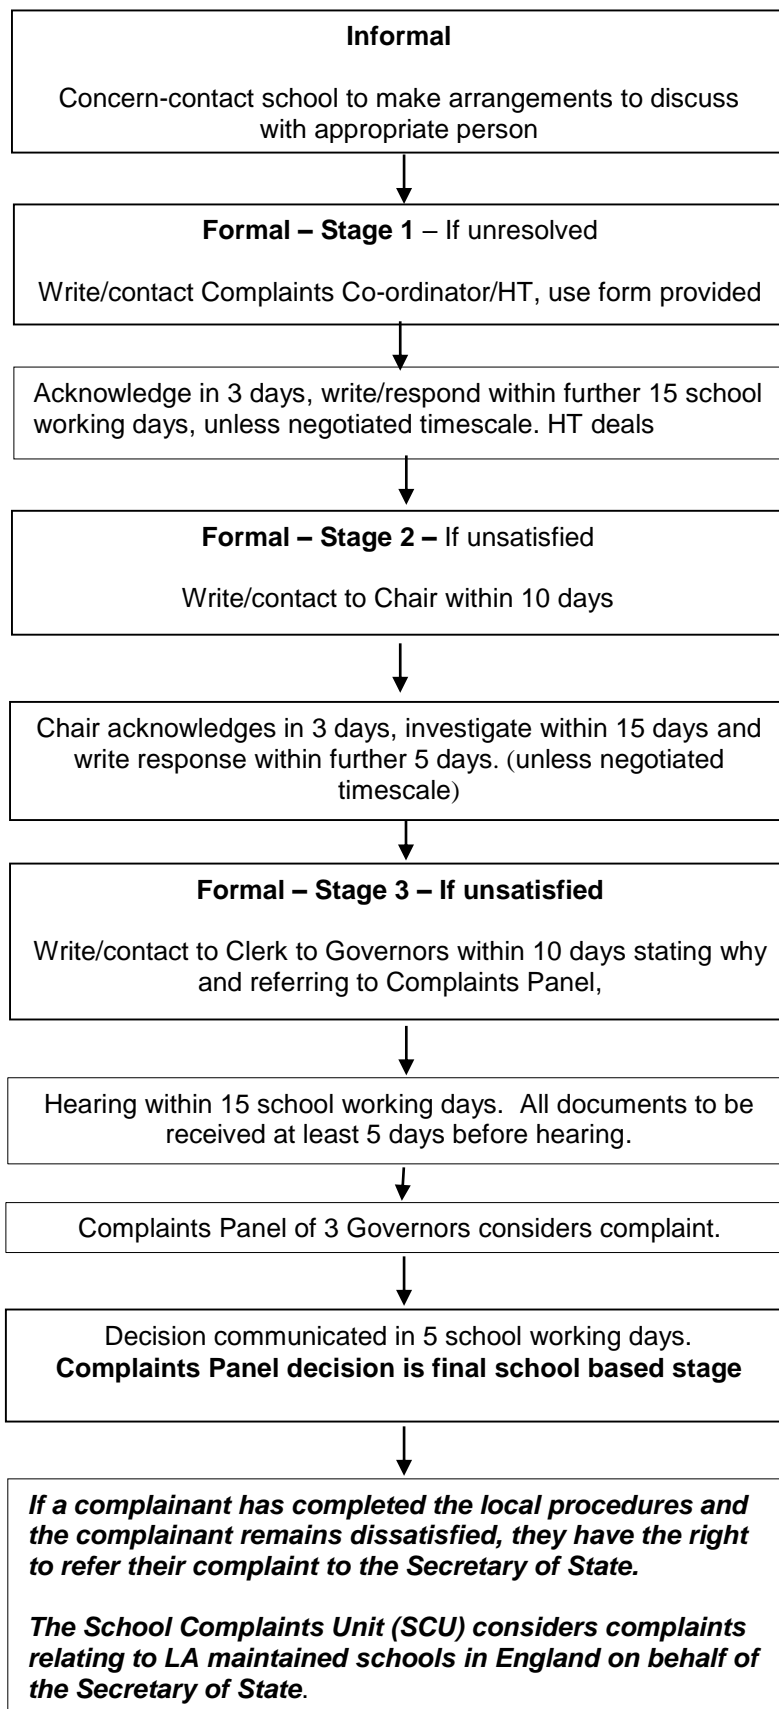 Informal
Concern-contact school to make arrangements to discuss
with appropriate person
Formal – Stage 1 – If unresolved
Write/contact Complaints Co-ordinator/HT, use form provided
Acknowledge in 3 days, write/respond within further 15 school
working days, unless negotiated timescale. HT deals
Formal – Stage 2 – If unsatisfied
Write/contact to Chair within 10 days
Chair acknowledges in 3 days, investigate within 15 days and
write response within further 5 days. (unless negotiated
timescale)
Formal – Stage 3 – If unsatisfied
Write/contact to Clerk to Governors within 10 days stating why
and referring to Complaints Panel,
Hearing within 15 school working days.  All documents to be
received at least 5 days before hearing.
Complaints Panel of 3 Governors considers complaint.
Decision communicated in 5 school working days.
Complaints Panel decision is final school based stage
If a complainant has completed the local procedures and
the complainant remains dissatisfied, they have the right
to refer their complaint to the Secretary of State.
The School Complaints Unit (SCU) considers complaints
relating to LA maintained schools in England on behalf of
the Secretary of State.